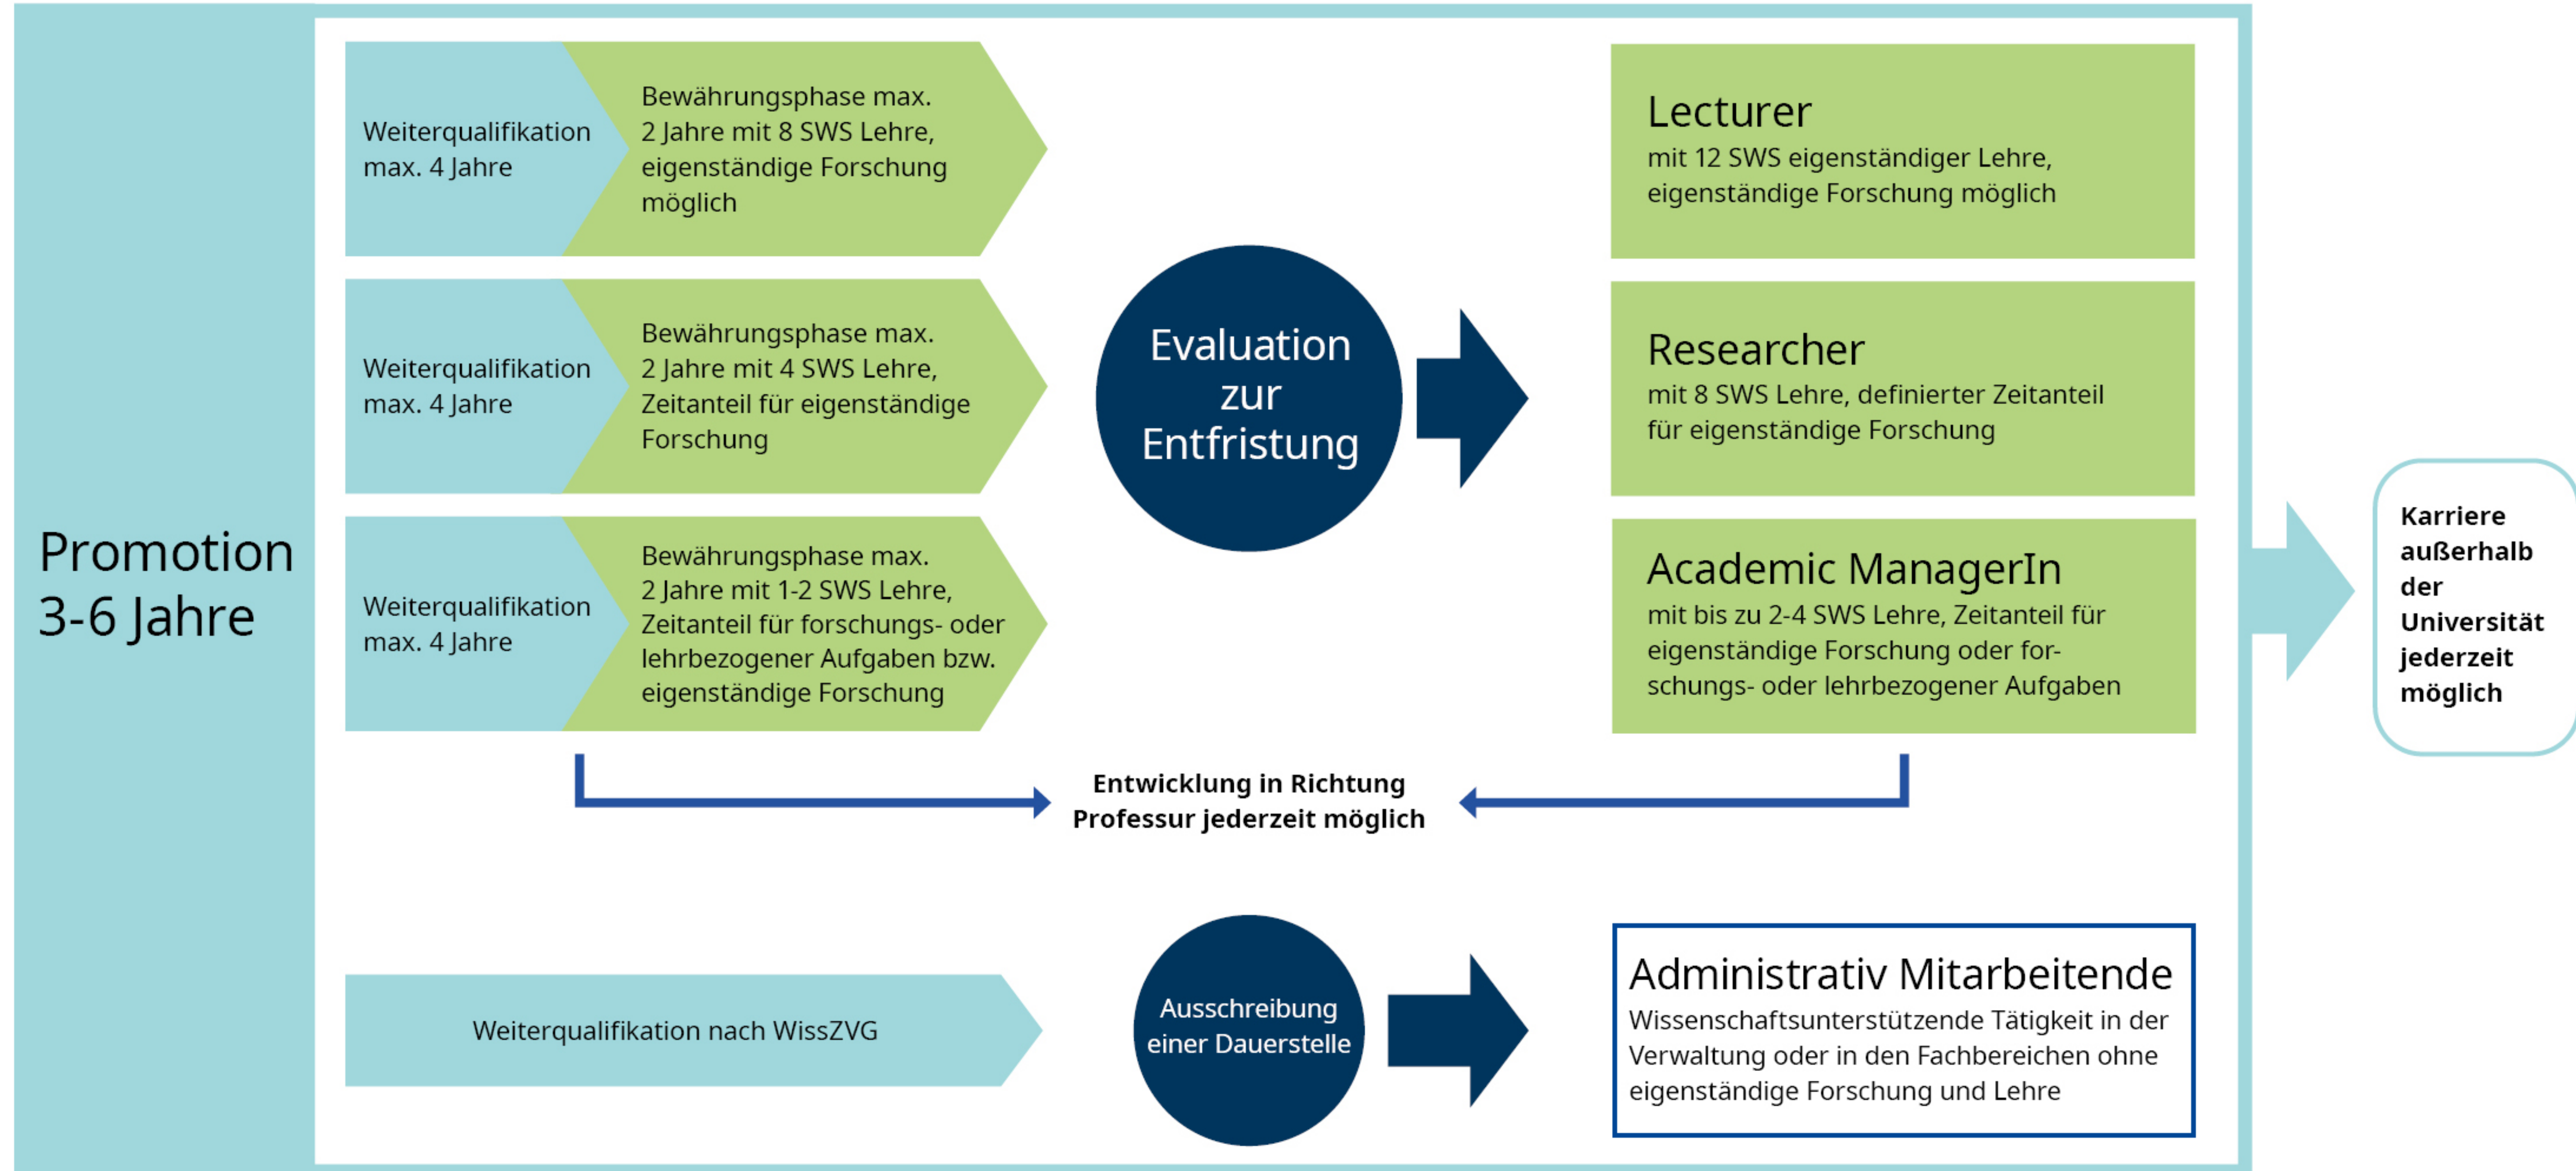 Promotion
3-6 Jahre
Weiterqualifikation
max. 4 Jahre
Bewährungsphase max.
2 Jahre mit 8 SWS Lehre,
eigenständige Forschung
möglich
Weiterqualifikation
max. 4 Jahre
Bewährungsphase max.
2 Jahre mit 4 SWS Lehre,
Zeitanteil für eigenständige
Forschung
Weiterqualifikation
max. 4 Jahre
Bewährungsphase max.
2 Jahre mit 1-2 SWS Lehre,
Zeitanteil für forschungs- oder
lehrbezogener Aufgaben bzw.
eigenständige Forschung
Evaluation
zur
Entfristung
Lecturer
mit 12 SWS eigenständiger Lehre,
eigenständige Forschung möglich
Researcher
mit 8 SWS Lehre, definierter Zeitanteil
für eigenständige Forschung
Academic ManagerIn
mit bis zu 2-4 SWS Lehre, Zeitanteil für
eigenständige Forschung oder for-
schungs- oder lehrbezogener Aufgaben
Entwicklung in Richtung
Professur jederzeit möglich
Weiterqualifikation nach WissZVG
Ausschreibung
einer Dauerstelle
Administrativ Mitarbeitende
Wissenschaftsunterstützende Tätigkeit in der
Verwaltung oder in den Fachbereichen ohne
eigenständige Forschung und Lehre
Karriere
außerhalb
der
Universität
jederzeit
möglich